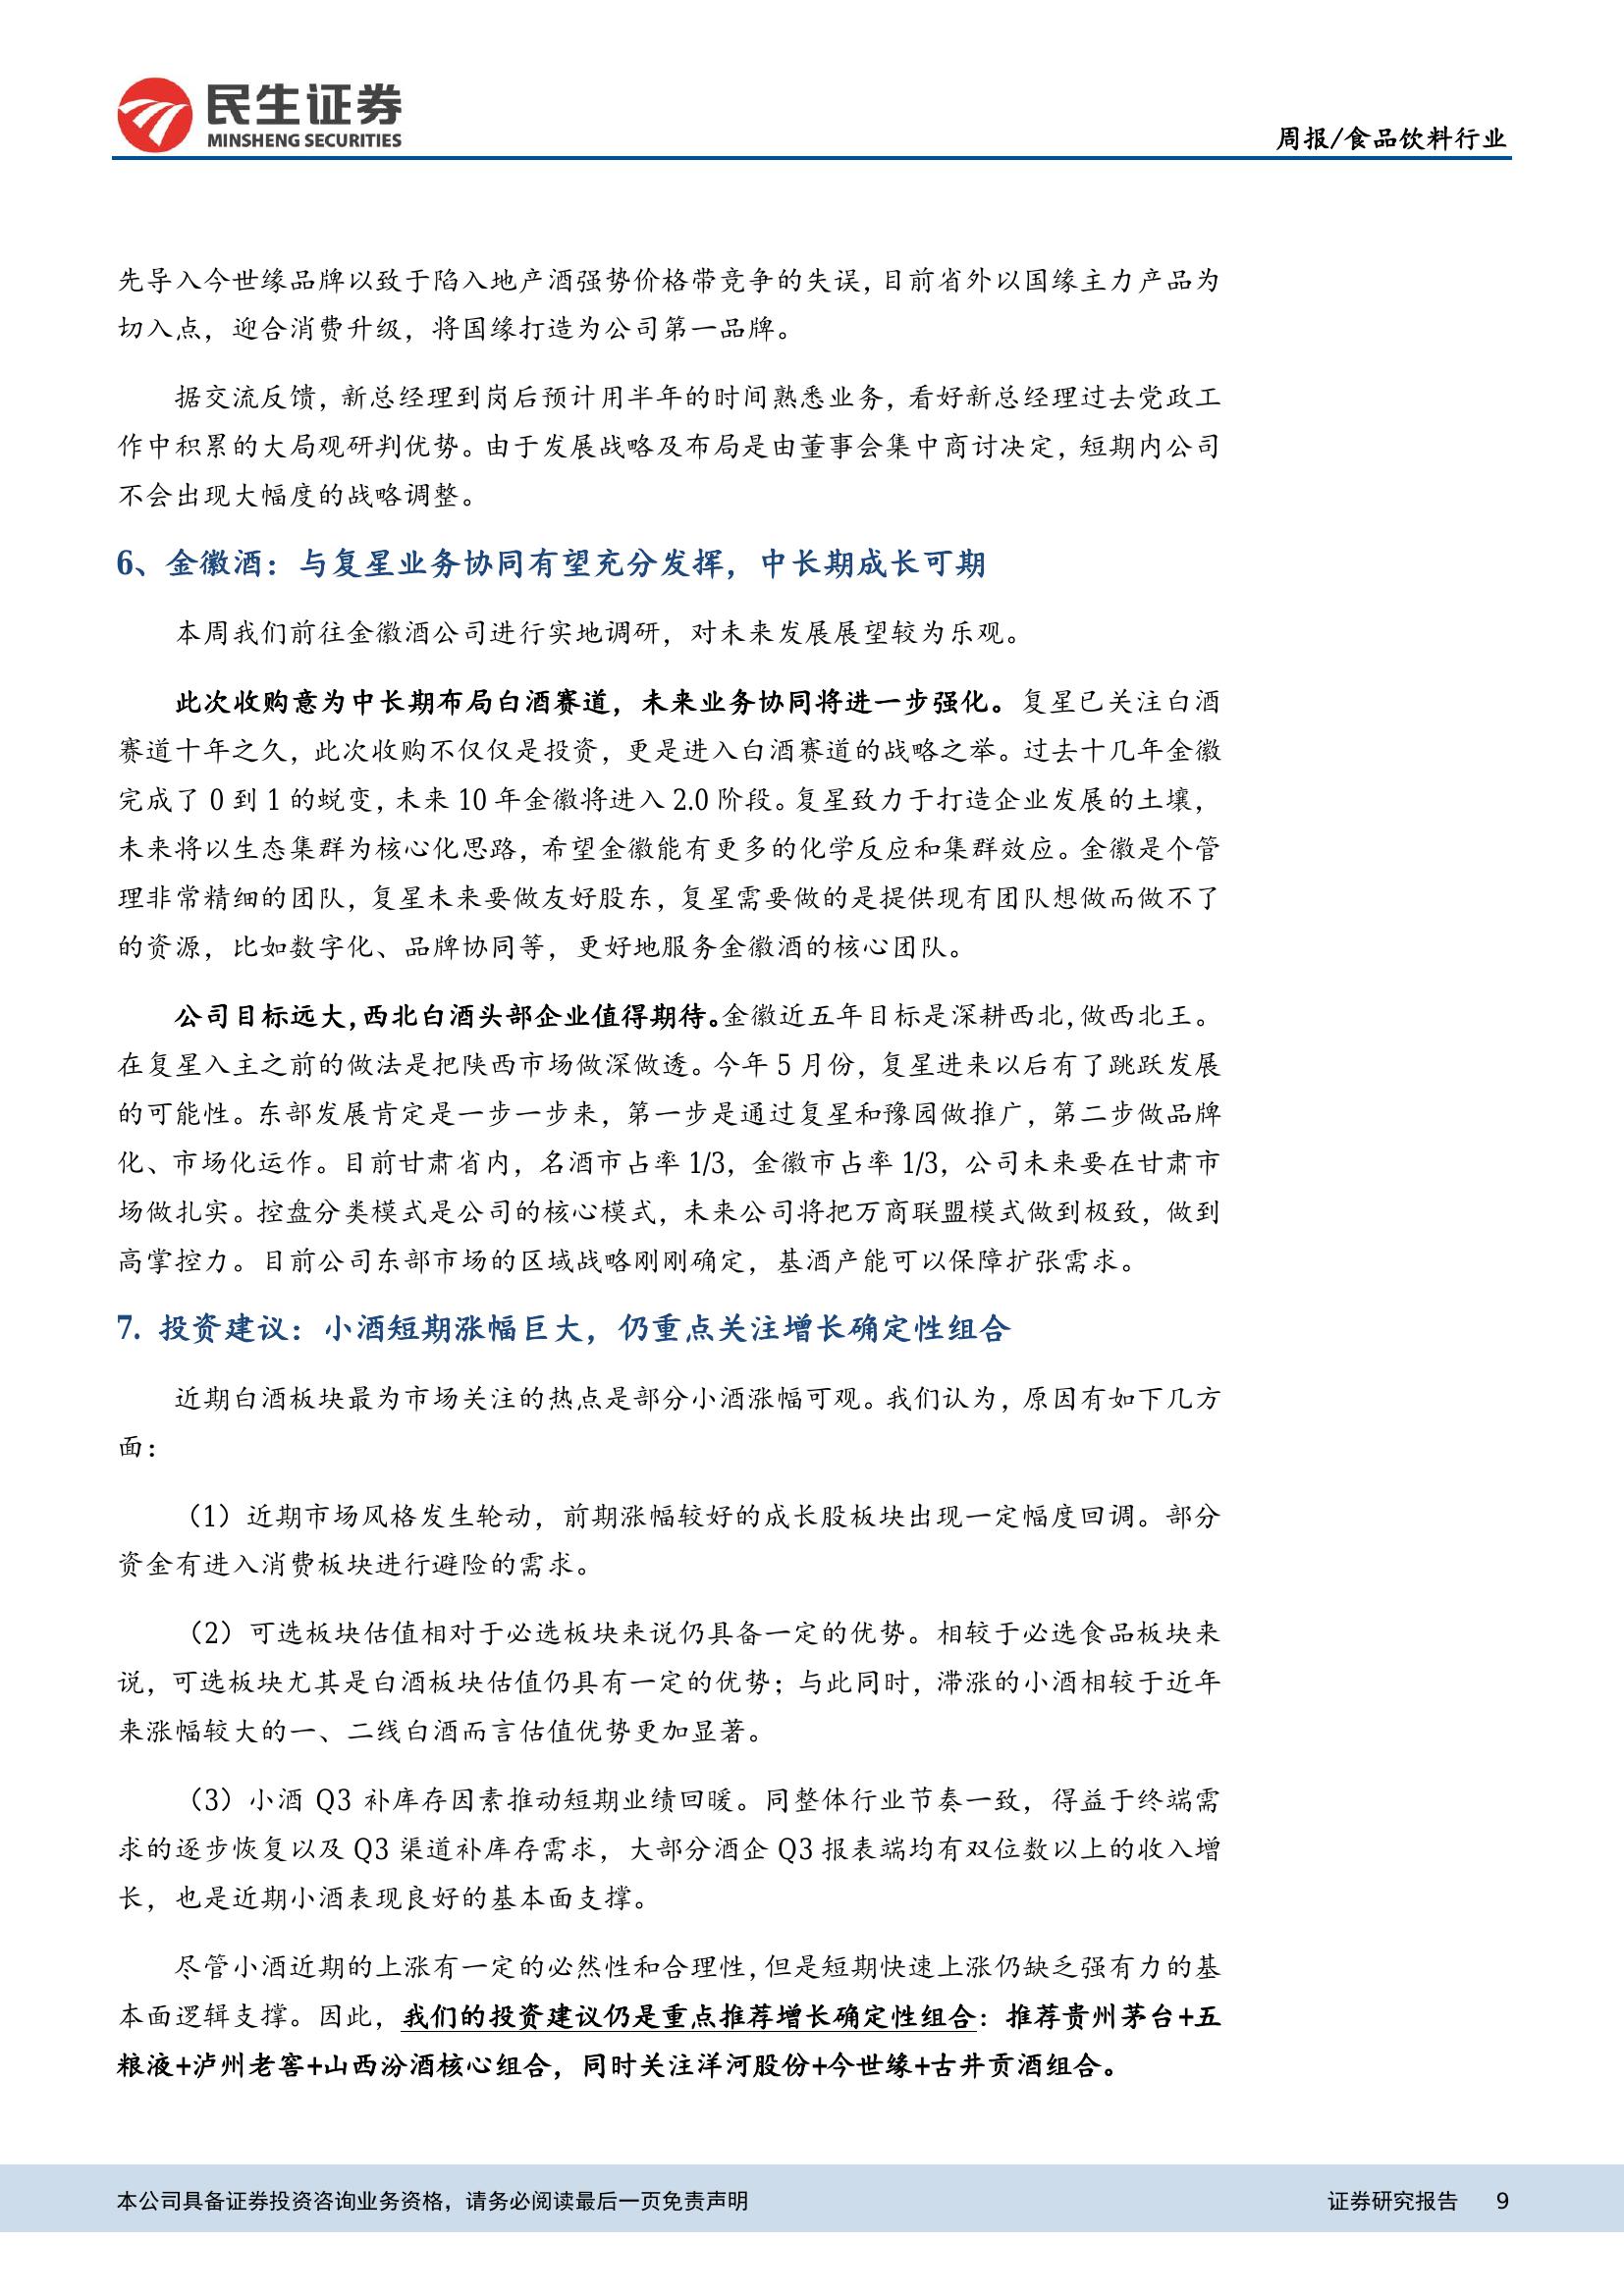 民生证券
MINSHENG SECURITIES
周报/食品饮料行业
先导入今世缘品牌以致于陷入地产酒强势价格带竞争的失误，目前省外以国缘主力产品为
切入点，迎合消费升级，将国缘打造为公司第一品牌。
据交流反馈，新总经理到岗后预计用半年的时间熟悉业务，看好新总经理过去党政工
作中积累的大局观研判优势。由于发展战略及布局是由董事会集中商讨决定，短期内公司
不会出现大幅度的战略调整。
6、金徽酒：与复星业务协同有望充分发挥，中长期成长可期
本周我们前往金徽酒公司进行实地调研，对未来发展展望较为乐观。
此次收购意为中长期布局白酒赛道，未来业务协同将进一步强化。复星已关注白酒
赛道十年之久，此次收购不仅仅是投资，更是进入白酒赛道的战略之举。过去十几年金徽
完成了 0 到 1 的蜕变，未来 10 年金徽将进入 2.0 阶段。复星致力于打造企业发展的土壤，
未来将以生态集群为核心化思路，希望金徽能有更多的化学反应和集群效应。金徽是个管
理非常精细的团队，复星未来要做友好股东，复星需要做的是提供现有团队想做而做不了
的资源，比如数字化、品牌协同等，更好地服务金徽酒的核心团队。
公司目标远大，西北白酒头部企业值得期待。金徽近五年目标是深耕西北，做西北王。
在复星入主之前的做法是把陕西市场做深做透。今年 5 月份，复星进来以后有了跳跃发展
的可能性。东部发展肯定是一步一步来，第一步是通过复星和豫园做推广，第二步做品牌
化、市场化运作。目前甘肃省内，名酒市占率 1/3，金徽市占率 1/3，公司未来要在甘肃市
场做扎实。控盘分类模式是公司的核心模式，未来公司将把万商联盟模式做到极致，做到
高掌控力。目前公司东部市场的区域战略刚刚确定，基酒产能可以保障扩张需求。
7. 投资建议：小酒短期涨幅巨大，仍重点关注增长确定性组合
近期白酒板块最为市场关注的热点是部分小酒涨幅可观。我们认为，原因有如下几方
面：
（1）近期市场风格发生轮动，前期涨幅较好的成长股板块出现一定幅度回调。部分
资金有进入消费板块进行避险的需求。
（2）可选板块估值相对于必选板块来说仍具备一定的优势。相较于必选食品板块来
说，可选板块尤其是白酒板块估值仍具有一定的优势；与此同时，滞涨的小酒相较于近年
来涨幅较大的一、二线白酒而言估值优势更加显著。
（3）小酒 Q3 补库存因素推动短期业绩回暖。同整体行业节奏一致，得益于终端需
求的逐步恢复以及 Q3 渠道补库存需求，大部分酒企 Q3 报表端均有双位数以上的收入增
长，也是近期小酒表现良好的基本面支撑。
尽管小酒近期的上涨有一定的必然性和合理性，但是短期快速上涨仍缺乏强有力的基
本面逻辑支撑。因此，我们的投资建议仍是重点推荐增长确定性组合：推荐贵州茅台+五
粮液+泸州老窖+山西汾酒核心组合，同时关注洋河股份+今世缘+古井贡酒组合。
本公司具备证券投资咨询业务资格，请务必阅读最后一页免责声明
证券研究报告 9